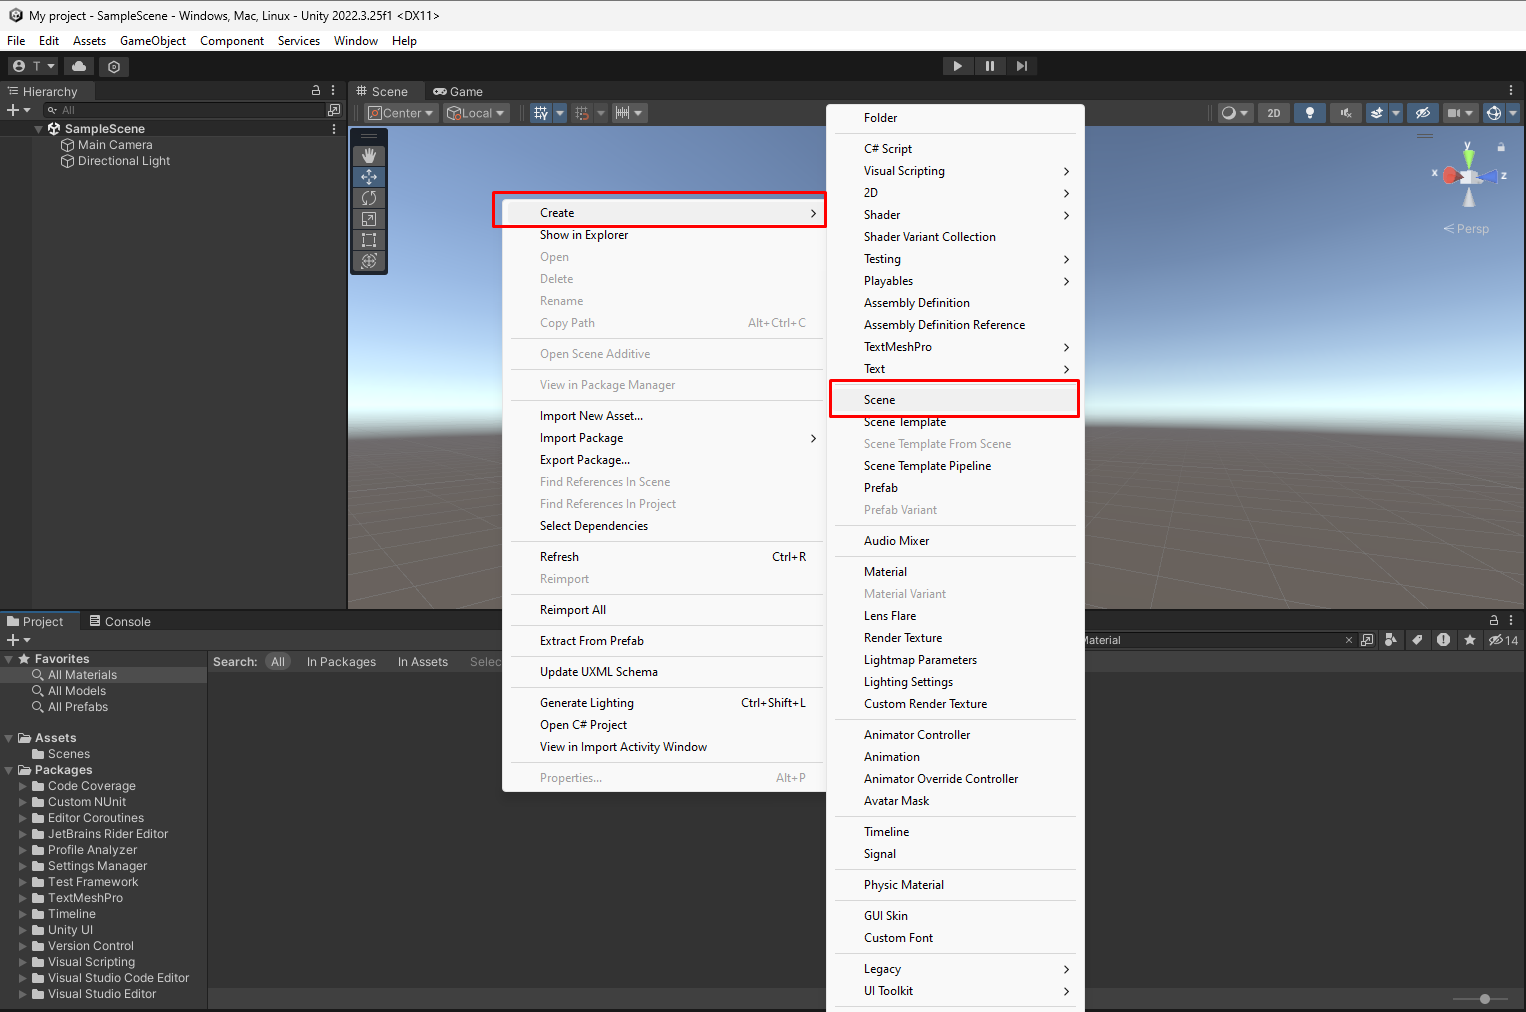 My project - SampleScene - Windows, Mac, Linux - Unity 2022.3.25f1 <DX11>
File Edit Assets GameObject Component Services Window Help
T
Hierarchy
All
SampleScene
Main Camera
Directional Light
Scene Game
Center Local 2D
y
x
z
Persp
Create
Show in Explorer
Open
Delete
Rename
Copy Path Alt+Ctrl+C
Open Scene Additive
View in Package Manager
Import New Asset...
Import Package
Export Package...
Find References In Scene
Find References In Project
Select Dependencies
Refresh Ctrl+R
Reimport
Reimport All
Extract From Prefab
Update UXML Schema
Generate Lighting Ctrl+Shift+L
Open C# Project
View in Import Activity Window
Properties... Alt+P
Folder
C# Script
Visual Scripting
2D
Shader
Shader Variant Collection
Testing
Playables
Assembly Definition
Assembly Definition Reference
TextMeshPro
Text
Scene
Scene Template
Scene Template From Scene
Scene Template Pipeline
Prefab
Prefab Variant
Audio Mixer
Material
Material Variant
Lens Flare
Render Texture
Lightmap Parameters
Lighting Settings
Custom Render Texture
Animator Controller
Animation
Animator Override Controller
Avatar Mask
Timeline
Signal
Physic Material
GUI Skin
Custom Font
Legacy
UI Toolkit
Project Console
Material 14
Favorites
All Materials
All Models
All Prefabs
Assets
Scenes
Packages
Code Coverage
Custom NUnit
Editor Coroutines
JetBrains Rider Editor
Profile Analyzer
Settings Manager
Test Framework
TextMeshPro
Timeline
Unity UI
Version Control
Visual Scripting
Visual Studio Code Editor
Visual Studio Editor
Search: All In Packages In Assets Selec